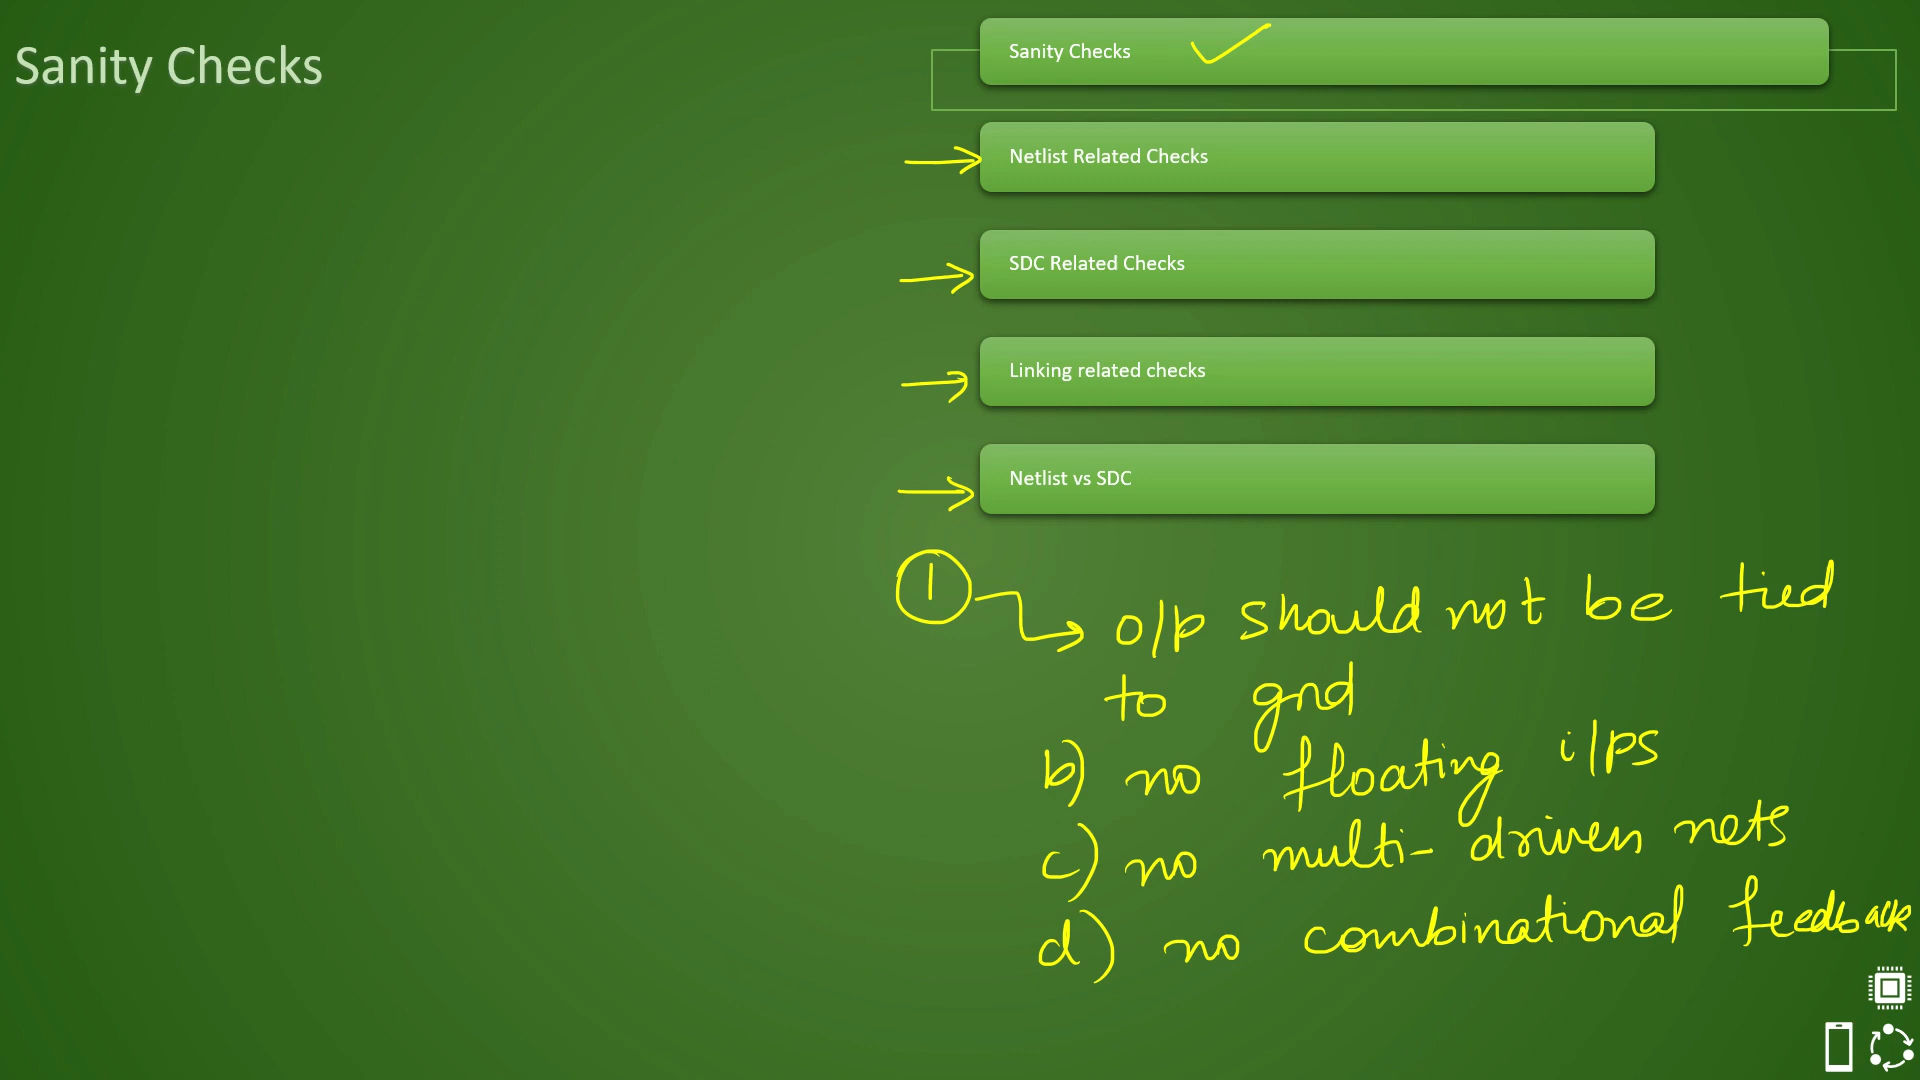 Sanity Checks
Sanity Checks
Netlist Related Checks
SDC Related Checks
Linking related checks
Netlist vs SDC
1 o/p should not be tied
to gnd
b) no floating i/ps
c) no multi-driven nets
d) no combinational feedback